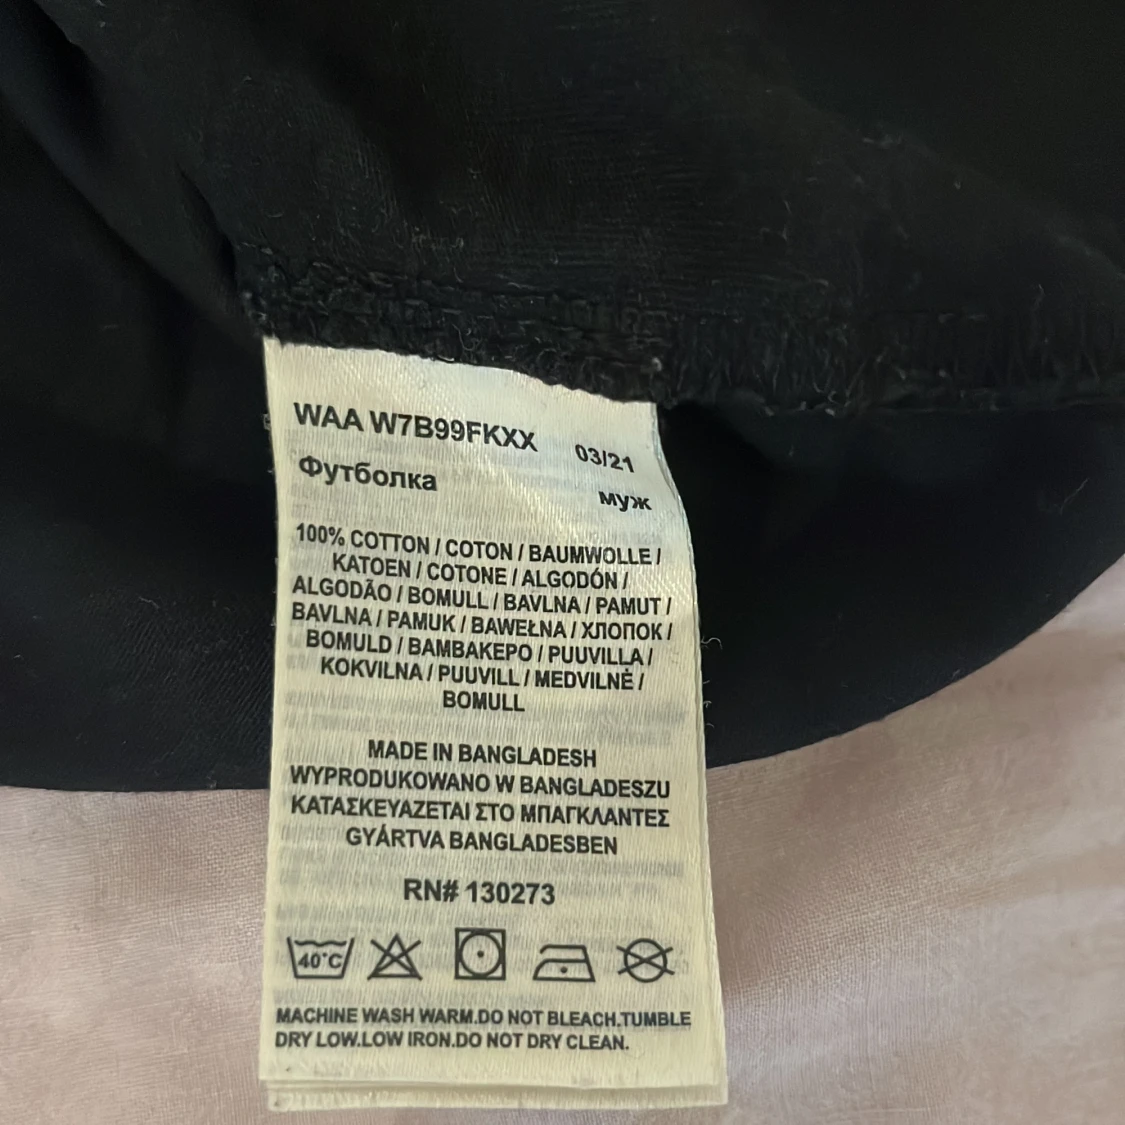 WAA W7B99FKXX 03/21
Футболка муж
100% COTTON / COTON / BAUMWOLLE /
KATOEN / COTONE / ALGODÓN /
ALGODÃO / BOMULL / BAVLNA / PAMUT /
BAVLNA / PAMUK / BAWEŁNA / ХЛОПОК /
BOMULD / BAMBAKEPO / PUUVILLA /
KOKVILNA / PUUVILL / MEDVILNĖ /
BOMULL
MADE IN BANGLADESH
WYPRODUKOWANO W BANGLADESZU
ΚΑΤΑΣΚΕΥΑΖΕΤΑΙ ΣΤΟ ΜΠΑΓΚΛΑΝΤΕΣ
GYÁRTVA BANGLADESBEN
RN# 130273
40°C
MACHINE WASH WARM.DO NOT BLEACH.TUMBLE
DRY LOW.LOW IRON.DO NOT DRY CLEAN.